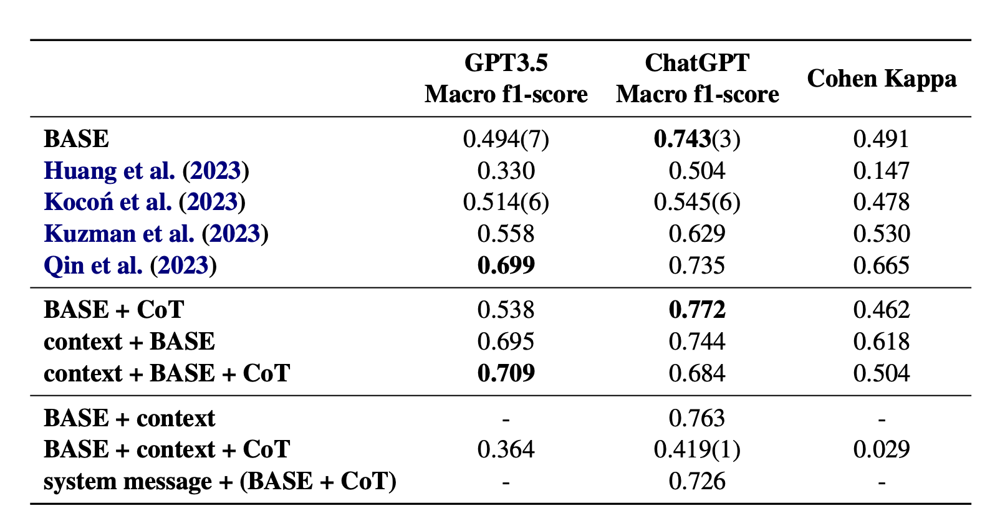 GPT3.5 ChatGPT Cohen Kappa
Macro f1-score Macro f1-score
BASE 0.494(7) 0.743(3) 0.491
Huang et al. (2023) 0.330 0.504 0.147
Kocoń et al. (2023) 0.514(6) 0.545(6) 0.478
Kuzman et al. (2023) 0.558 0.629 0.530
Qin et al. (2023) 0.699 0.735 0.665
BASE + CoT 0.538 0.772 0.462
context + BASE 0.695 0.744 0.618
context + BASE + CoT 0.709 0.684 0.504
BASE + context - 0.763 -
BASE + context + CoT 0.364 0.419(1) 0.029
system message + (BASE + CoT) - 0.726 -